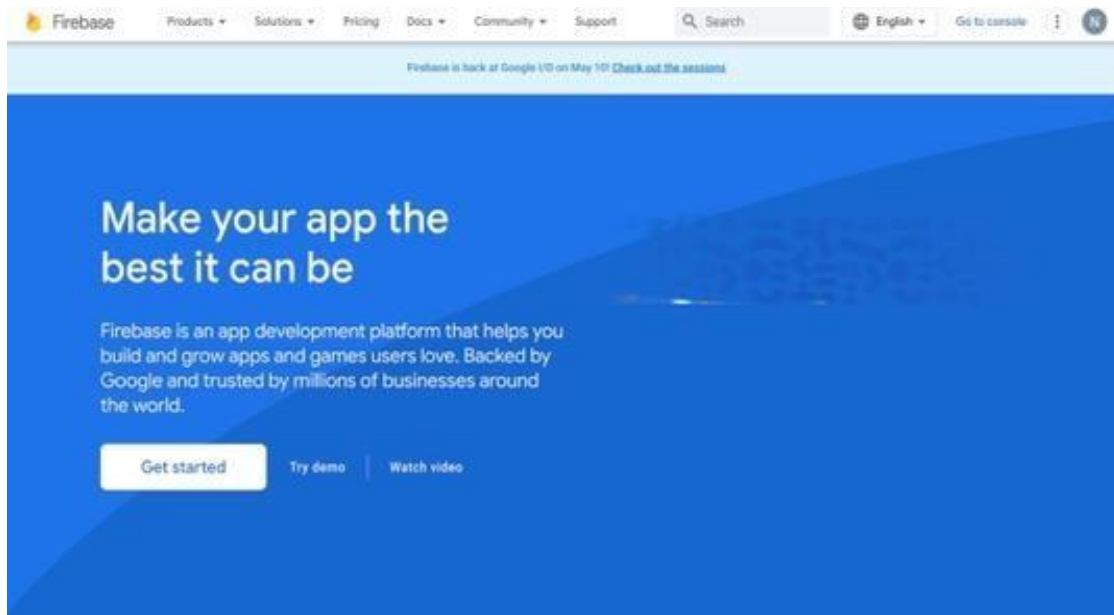 Firebase Products Solutions Pricing Docs Community Support Search English Go to console N
Firebase is back at Google I/O on May 10! Check out the sessions
Make your app the
best it can be
Firebase is an app development platform that helps you
build and grow apps and games users love. Backed by
Google and trusted by millions of businesses around
the world.
Get started Try demo Watch video